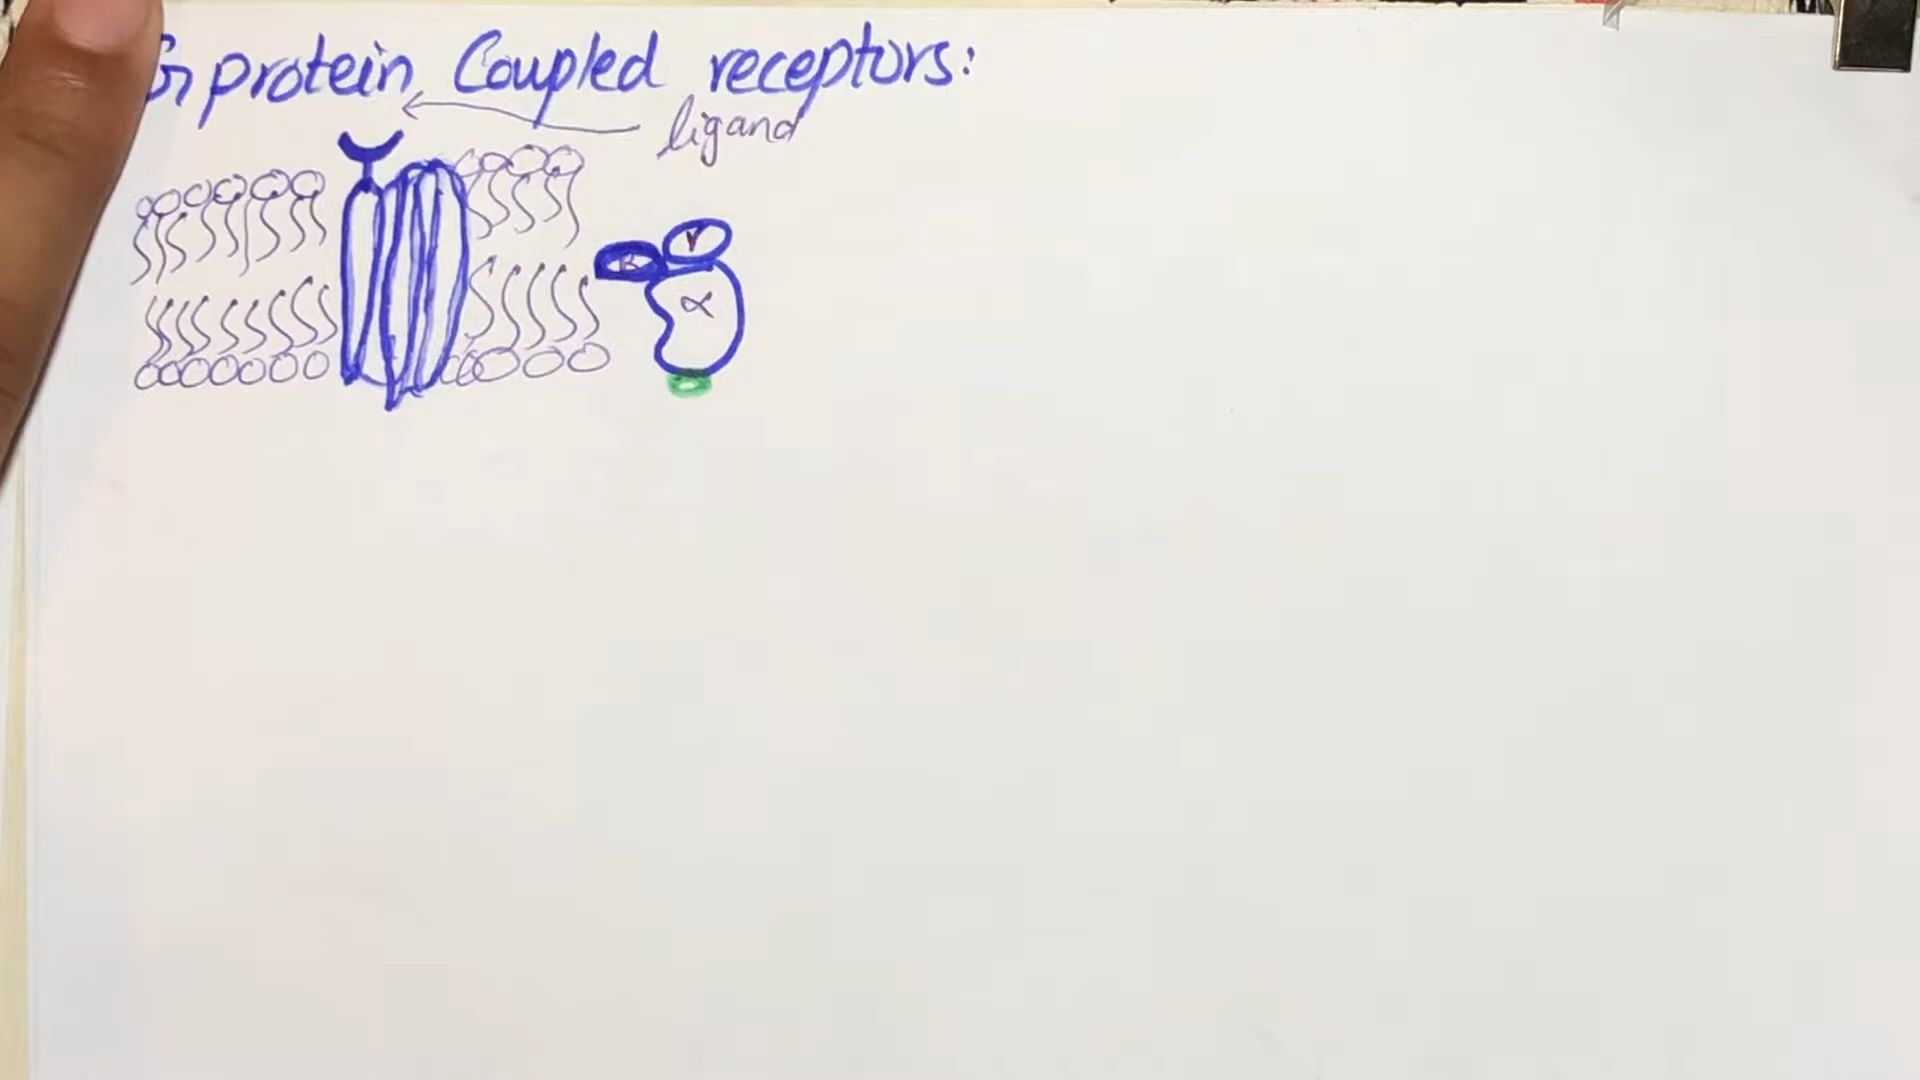 G protein Coupled receptors:
ligand
γ
B
α